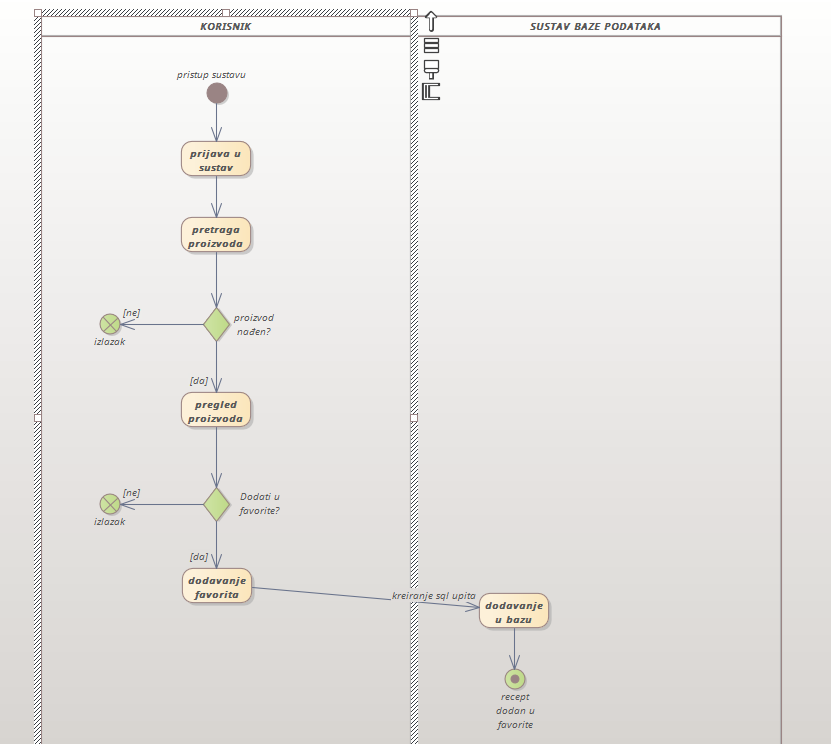 KORISNIK
SUSTAV BAZE PODATAKA
pristup sustavu
prijava u
sustav
pretraga
proizvoda
[ne]
izlazak
proizvod
nađen?
[da]
pregled
proizvoda
[ne]
izlazak
Dodati u
favorite?
[da]
dodavanje
favorita
kreiranje sql upita
dodavanje
u bazu
recept
dodan u
favorite